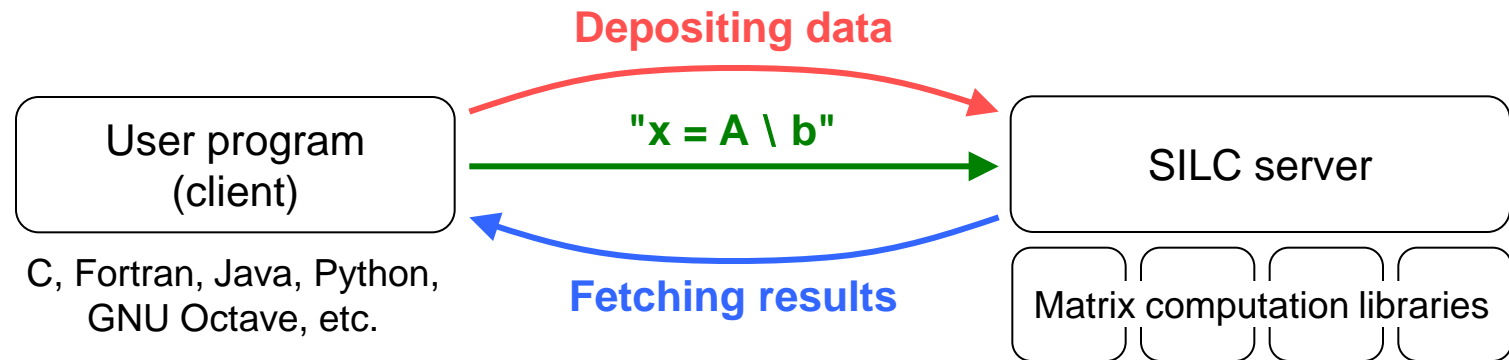 Depositing data
User program
(client)
"x = A \ b"
SILC server
C, Fortran, Java, Python,
GNU Octave, etc.
Fetching results
Matrix computation libraries